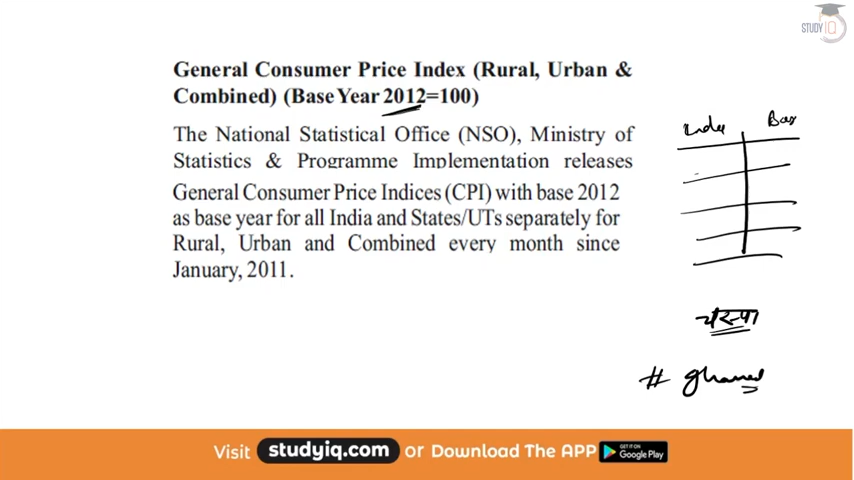 STUDY IQ
General Consumer Price Index (Rural, Urban &
Combined) (Base Year 2012=100)
The National Statistical Office (NSO), Ministry of
Statistics & Programme Implementation releases
General Consumer Price Indices (CPI) with base 2012
as base year for all India and States/UTs separately for
Rural, Urban and Combined every month since
January, 2011.
Index Base
चस्पा
#
Visit studyiq.com or Download The APP GET IT ON Google Play